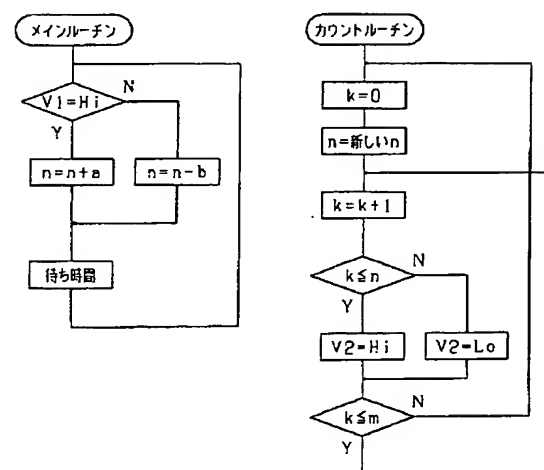 メインルーチン
V1=Hi
N
Y
n=n+a
n=n-b
待ち時間
カウントルーチン
k=0
n=新しいn
k=k+1
k≦n
N
Y
V2=Hi
V2=Lo
k≦m
N
Y